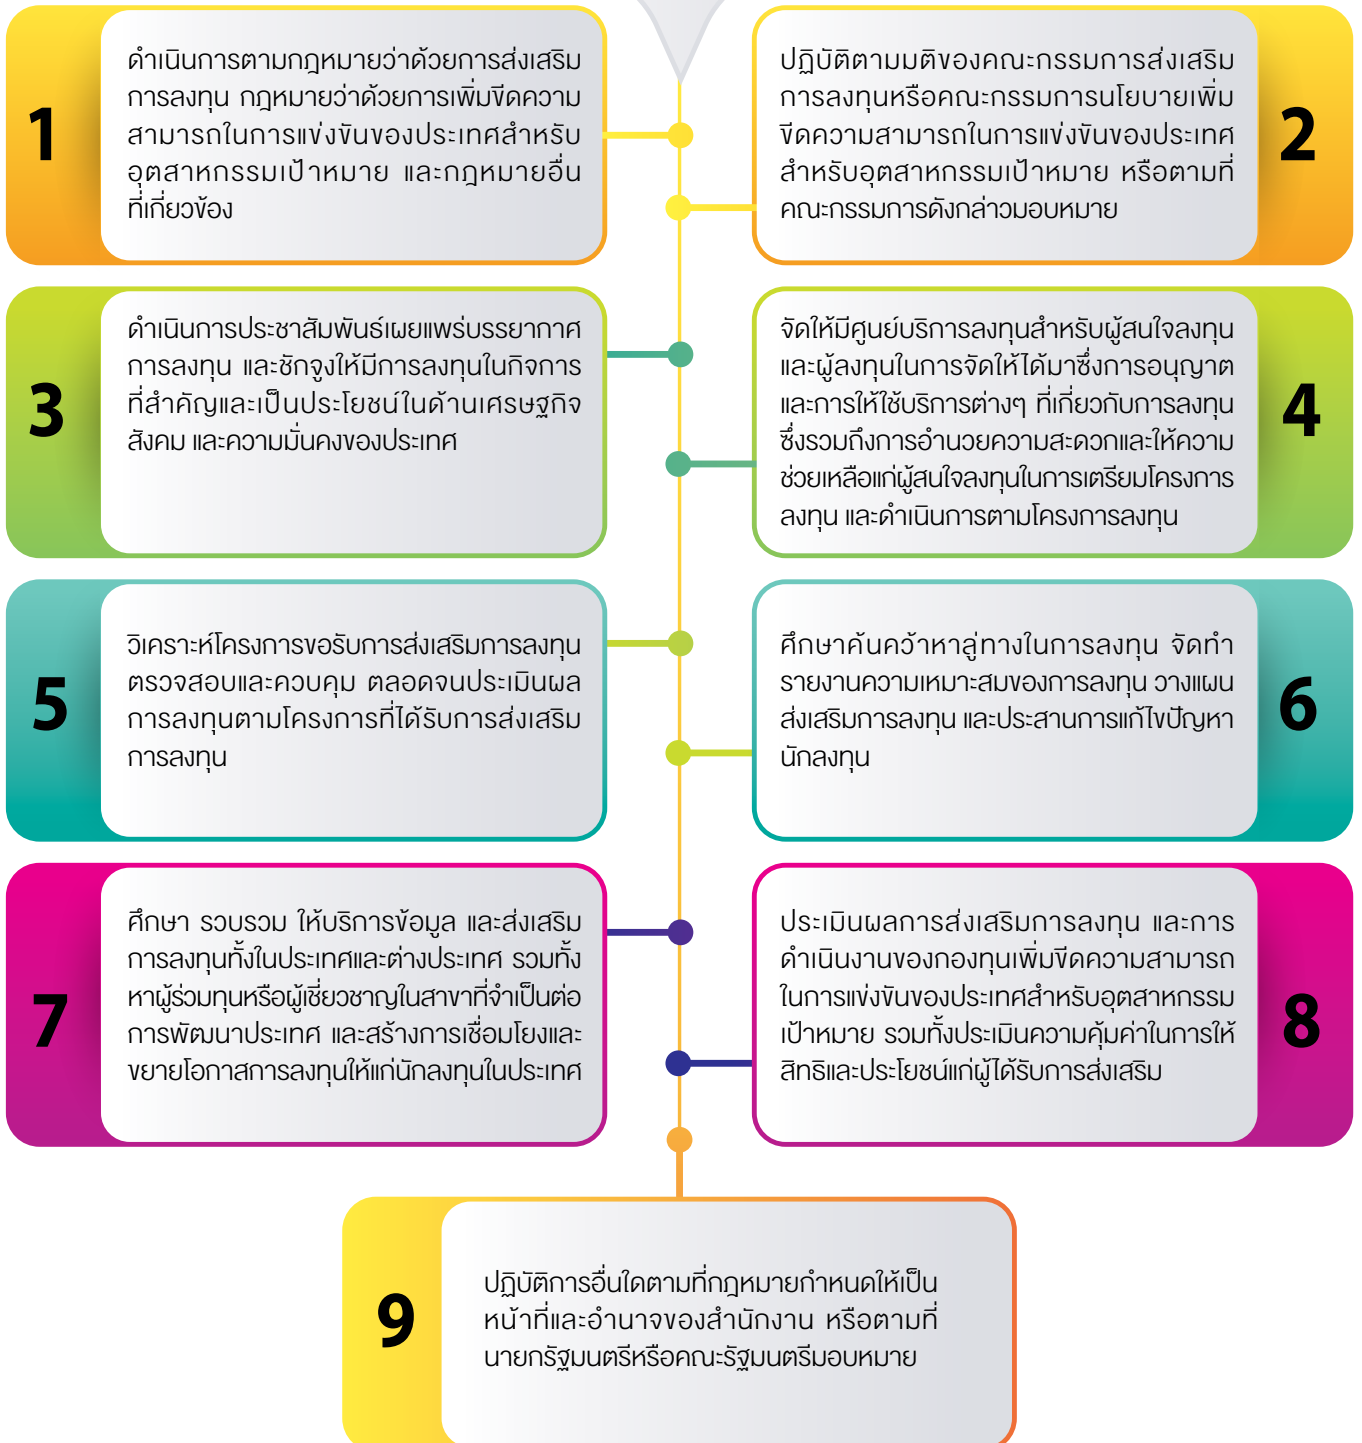 1
ดำเนินการตามกฎหมายว่าด้วยการส่งเสริม
การลงทุน กฎหมายว่าด้วยการเพิ่มขีดความ
สามารถในการแข่งขันของประเทศสำหรับ
อุตสาหกรรมเป้าหมาย และกฎหมายอื่น
ที่เกี่ยวข้อง
2
ปฏิบัติตามมติของคณะกรรมการส่งเสริม
การลงทุนหรือคณะกรรมการนโยบายเพิ่ม
ขีดความสามารถในการแข่งขันของประเทศ
สำหรับอุตสาหกรรมเป้าหมาย หรือตามที่
คณะกรรมการดังกล่าวมอบหมาย
3
ดำเนินการประชาสัมพันธ์เผยแพร่บรรยากาศ
การลงทุน และชักจูงให้มีการลงทุนในกิจการ
ที่สำคัญและเป็นประโยชน์ในด้านเศรษฐกิจ
สังคม และความมั่นคงของประเทศ
4
จัดให้มีศูนย์บริการลงทุนสำหรับผู้สนใจลงทุน
และผู้ลงทุนในการจัดให้ได้มาซึ่งการอนุญาต
และการให้ใช้บริการต่างๆ ที่เกี่ยวกับการลงทุน
ซึ่งรวมถึงการอำนวยความสะดวกและให้ความ
ช่วยเหลือแก่ผู้สนใจลงทุนในการเตรียมโครงการ
ลงทุน และดำเนินการตามโครงการลงทุน
5
วิเคราะห์โครงการขอรับการส่งเสริมการลงทุน
ตรวจสอบและควบคุม ตลอดจนประเมินผล
การลงทุนตามโครงการที่ได้รับการส่งเสริม
การลงทุน
6
ศึกษาค้นคว้าหาลู่ทางในการลงทุน จัดทำ
รายงานความเหมาะสมของการลงทุน วางแผน
ส่งเสริมการลงทุน และประสานการแก้ไขปัญหา
นักลงทุน
7
ศึกษา รวบรวม ให้บริการข้อมูล และส่งเสริม
การลงทุนทั้งในประเทศและต่างประเทศ รวมทั้ง
หาผู้ร่วมทุนหรือผู้เชี่ยวชาญในสาขาที่จำเป็นต่อ
การพัฒนาประเทศ และสร้างการเชื่อมโยงและ
ขยายโอกาสการลงทุนให้แก่นักลงทุนในประเทศ
8
ประเมินผลการส่งเสริมการลงทุน และการ
ดำเนินงานของกองทุนเพิ่มขีดความสามารถ
ในการแข่งขันของประเทศสำหรับอุตสาหกรรม
เป้าหมาย รวมทั้งประเมินความคุ้มค่าในการให้
สิทธิและประโยชน์แก่ผู้ได้รับการส่งเสริม
9
ปฏิบัติการอื่นใดตามที่กฎหมายกำหนดให้เป็น
หน้าที่และอำนาจของสำนักงาน หรือตามที่
นายกรัฐมนตรีหรือคณะรัฐมนตรีมอบหมาย